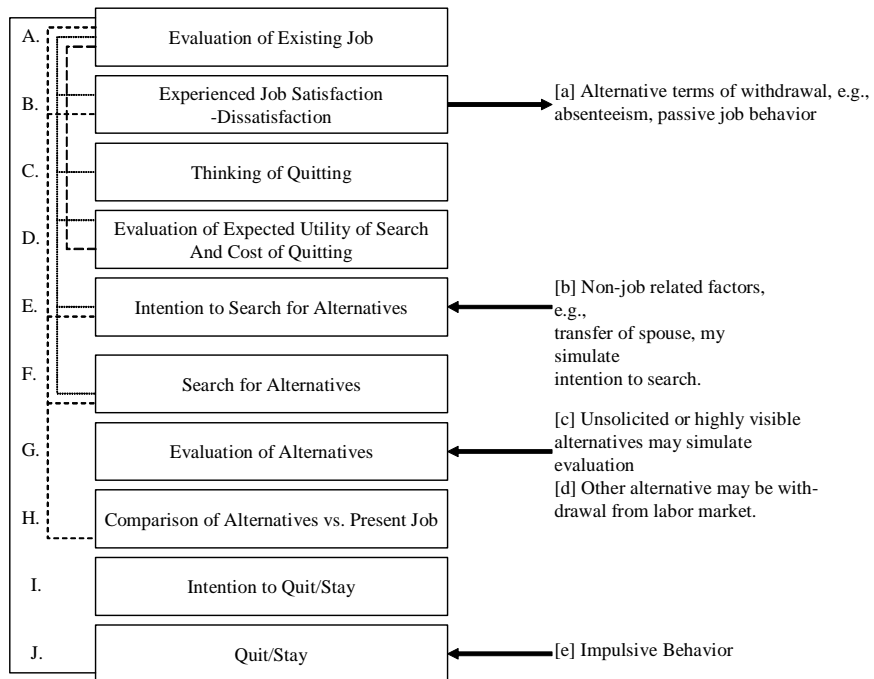 A.
Evaluation of Existing Job
B.
Experienced Job Satisfaction
-Dissatisfaction
[a] Alternative terms of withdrawal, e.g.,
absenteeism, passive job behavior
C.
Thinking of Quitting
D.
Evaluation of Expected Utility of Search
And Cost of Quitting
E.
Intention to Search for Alternatives
[b] Non-job related factors,
e.g.,
transfer of spouse, my
simulate
intention to search.
F.
Search for Alternatives
G.
Evaluation of Alternatives
[c] Unsolicited or highly visible
alternatives may simulate
evaluation
[d] Other alternative may be with-
drawal from labor market.
H.
Comparison of Alternatives vs. Present Job
I.
Intention to Quit/Stay
J.
Quit/Stay
[e] Impulsive Behavior